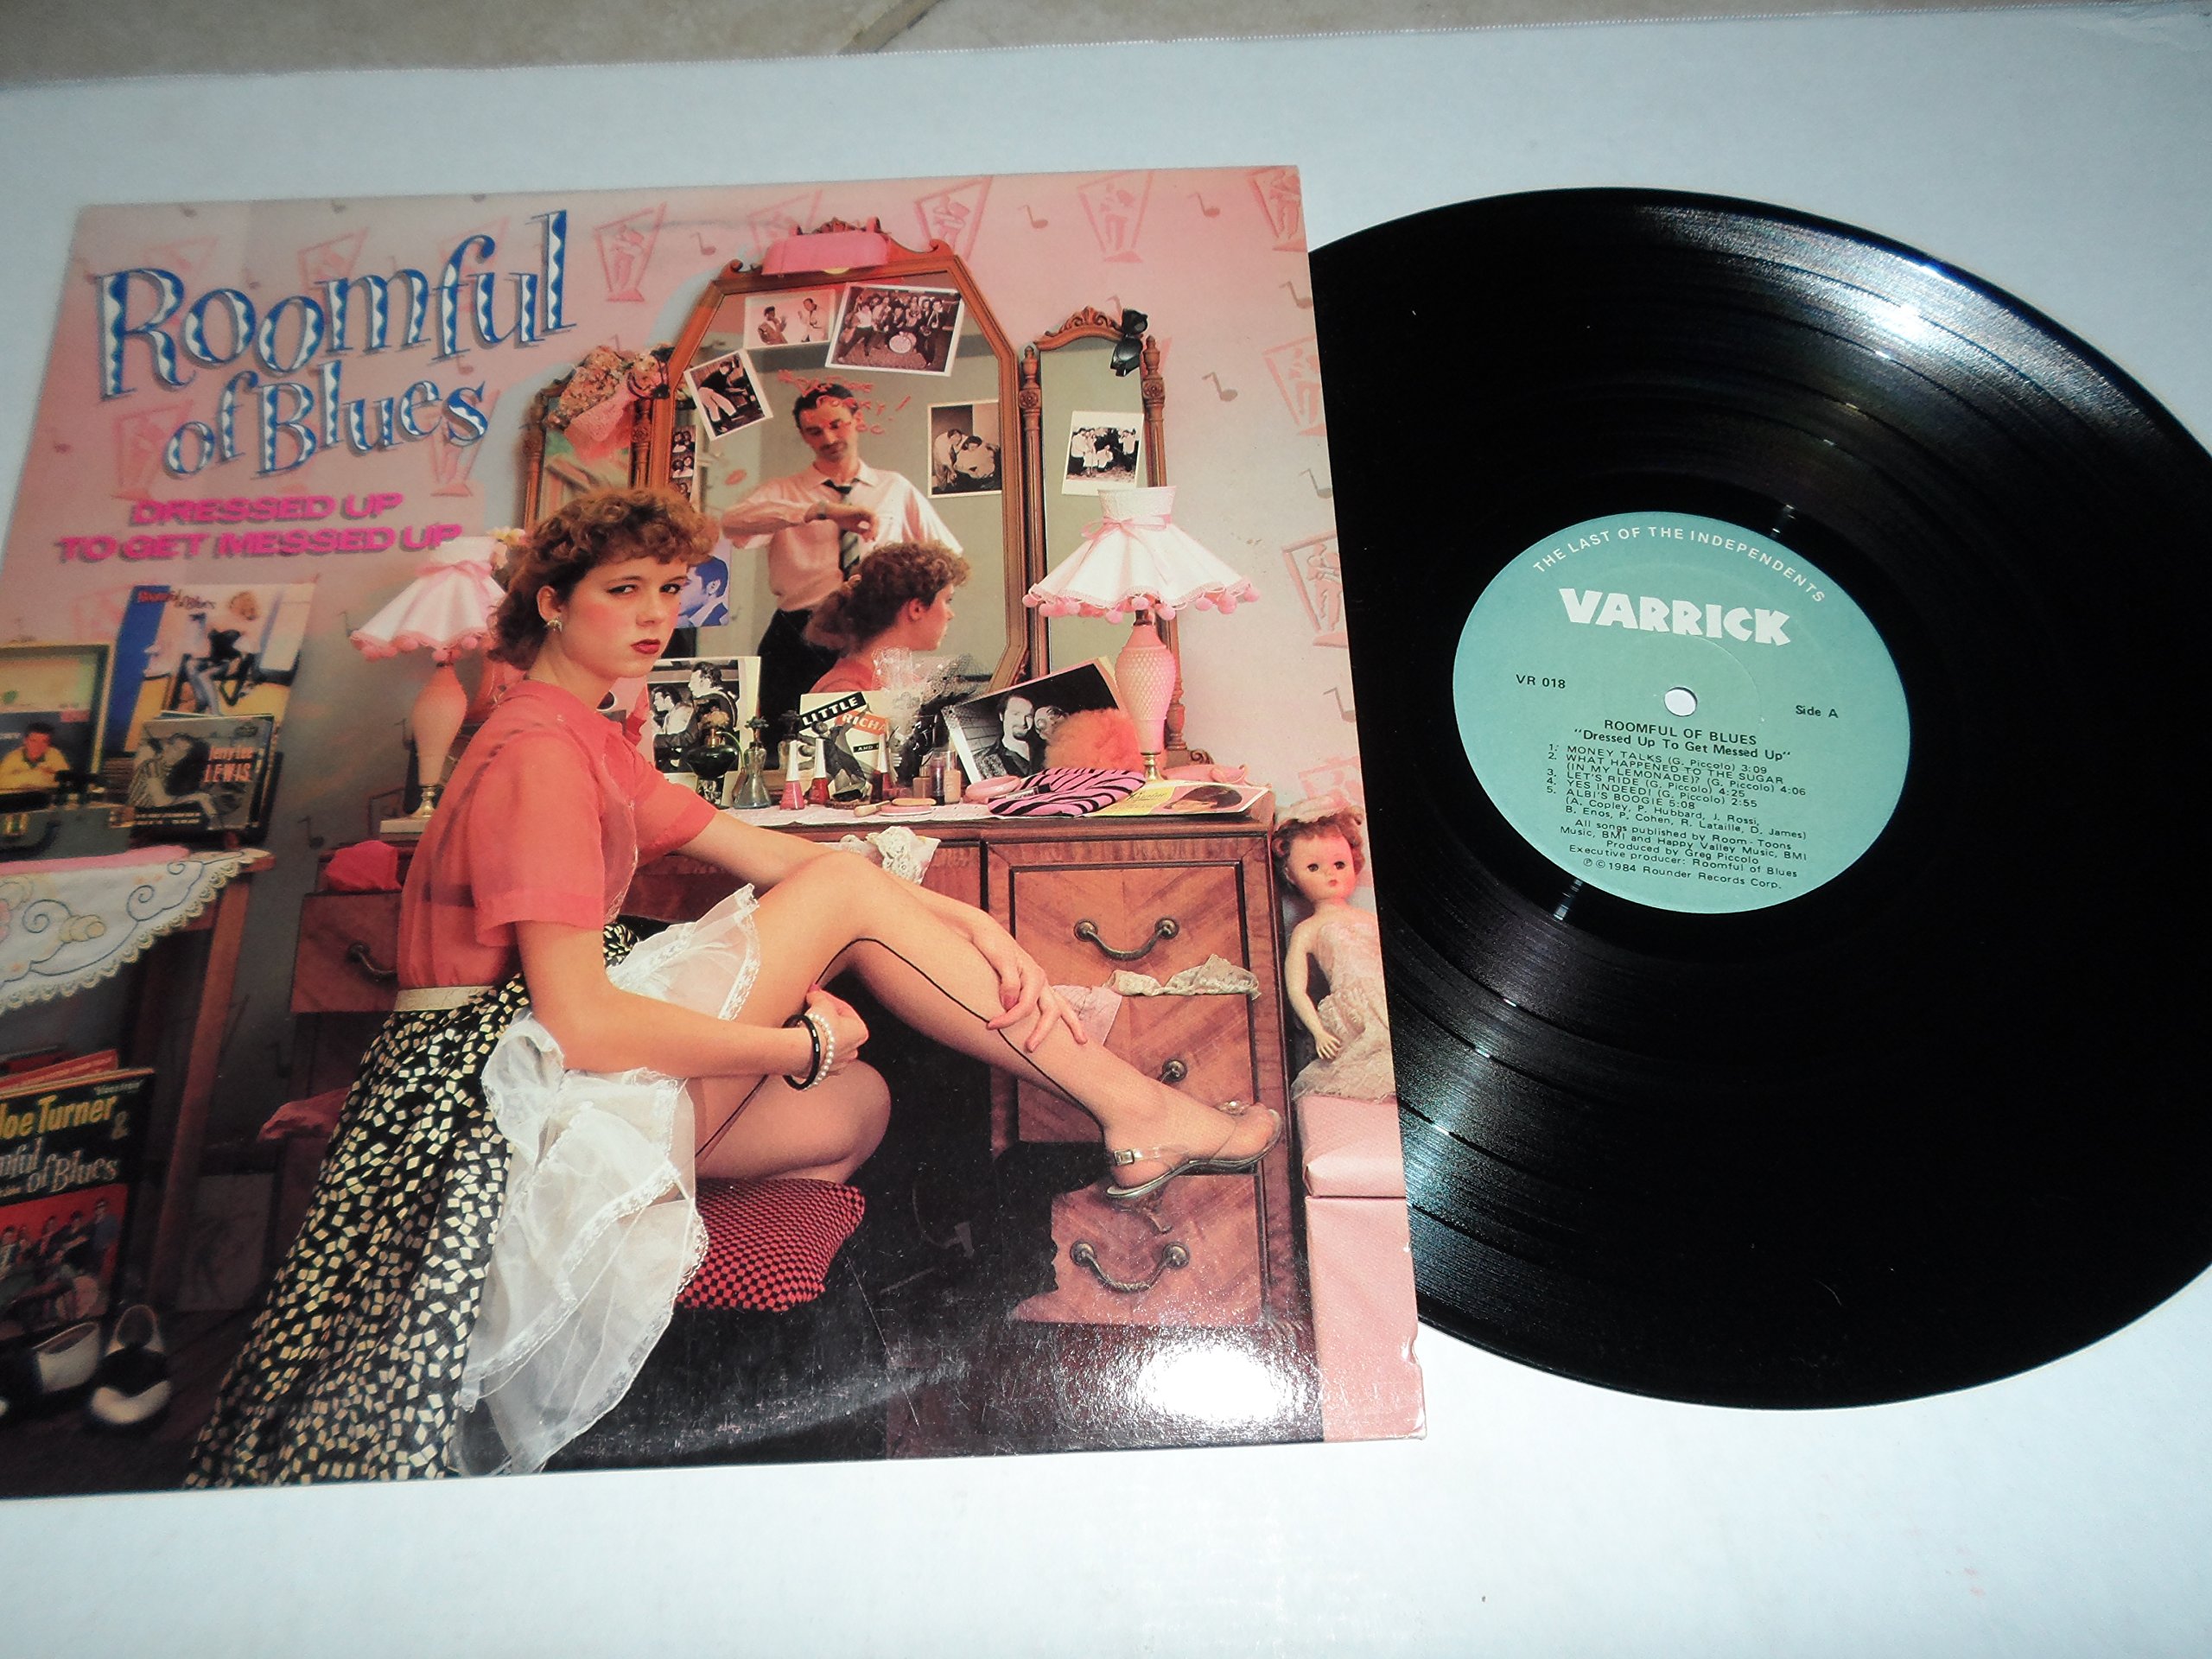 Roomful
of Blues
DRESSED UP
TO GET MESSED UP
Roomful of Blues
Jerry Lee
LEWIS
LITTLE
RICH
AND
Joe Turner
&
of Blues
THE LAST OF THE INDEPENDENTS
VARRICK
VR 018
Side A
ROOMFUL OF BLUES
"Dressed Up To Get Messed Up"
1. MONEY TALKS (G. Piccolo) 3:09
2. WHAT HAPPENED TO THE SUGAR
(IN MY LEMONADE)? (G. Piccolo) 4:06
3. LET'S RIDE (G. Piccolo) 4:25
4. YES INDEED! (G. Piccolo) 2:55
5. ALBI'S BOOGIE 5:08
(A. Copley, P. Hubbard, J. Rossi,
B. Enos, P. Cohen, R. Lataille, D. James)
All songs published by Room-Toons
Music, BMI and Happy Valley Music, BMI
Produced by Greg Piccolo
Executive producer: Roomful of Blues
℗ © 1984 Rounder Records Corp.